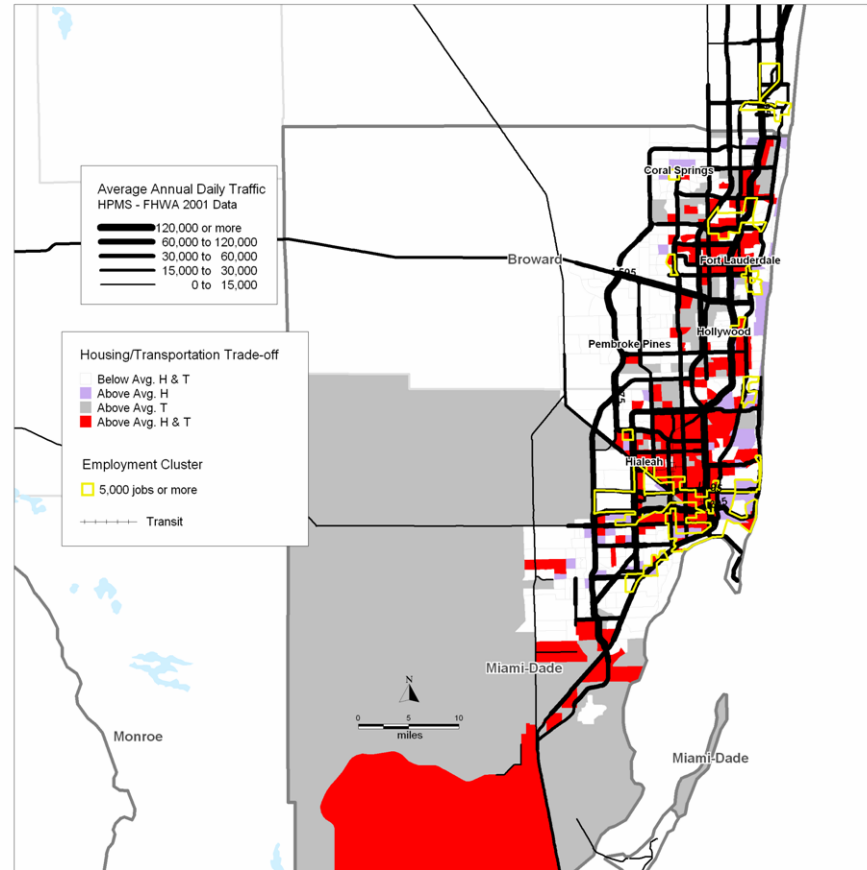 Average Annual Daily Traffic
HPMS - FHWA 2001 Data
120,000 or more
60,000 to 120,000
30,000 to 60,000
15,000 to 30,000
0 to 15,000
Housing/Transportation Trade-off
Below Avg. H & T
Above Avg. H
Above Avg. T
Above Avg. H & T
Employment Cluster
5,000 jobs or more
Transit
Coral Springs
Broward
Fort Lauderdale
Hollywood
Pembroke Pines
Hialeah
Miami-Dade
N
0 5 10
miles
Monroe
Miami-Dade